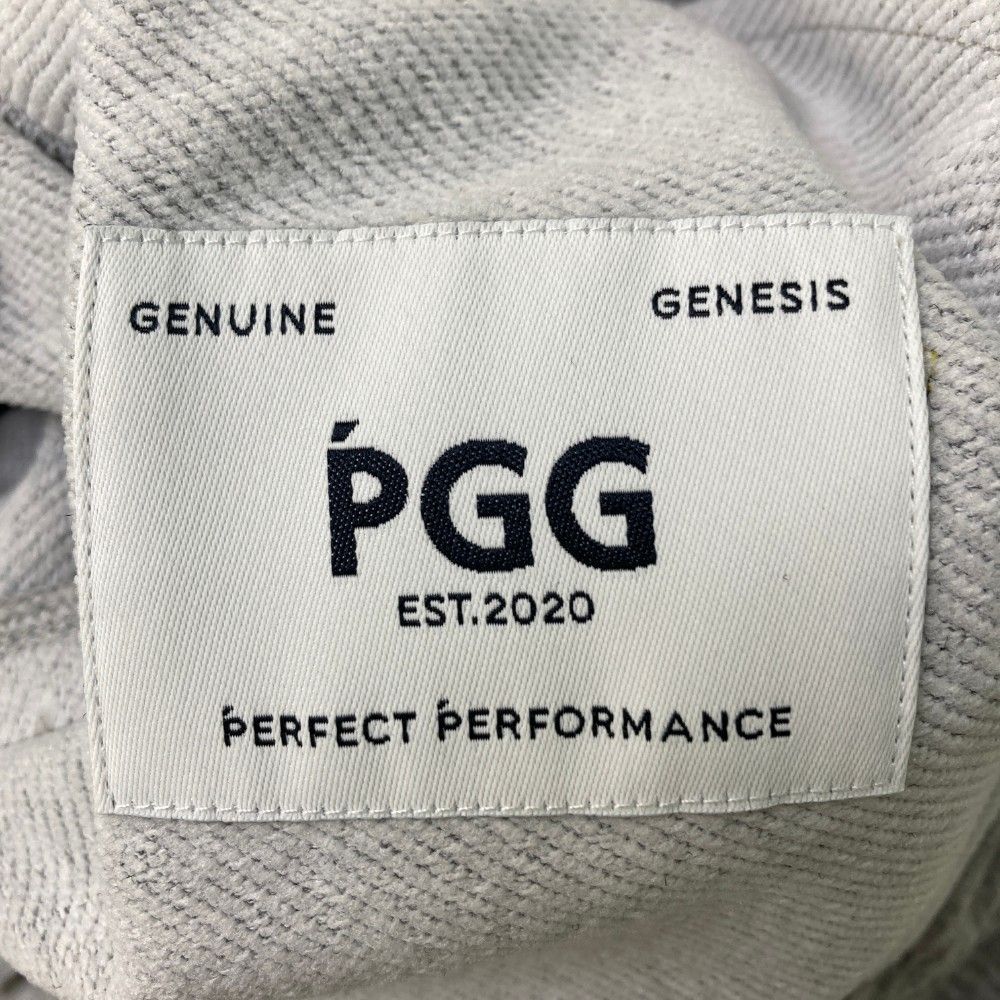 GENUINE GENESIS
ṔGG
EST.2020
ṔERFECT ṔERFORMANCE